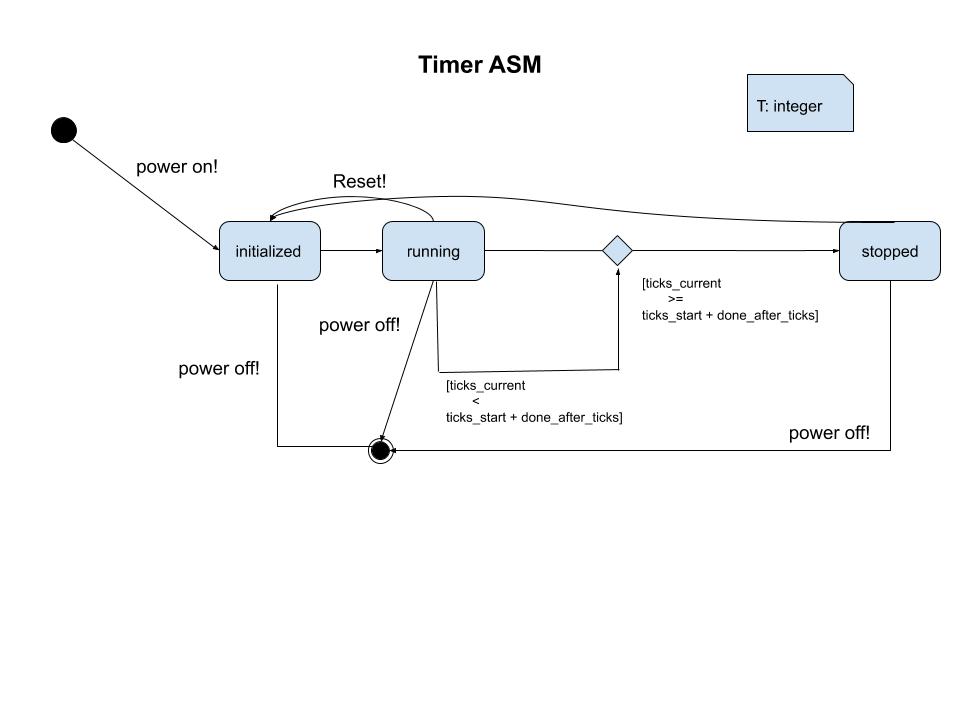 Timer ASM
T: integer
power on!
Reset!
initialized
running
stopped
[ticks_current
>=
ticks_start + done_after_ticks]
power off!
power off!
[ticks_current
<
ticks_start + done_after_ticks]
power off!